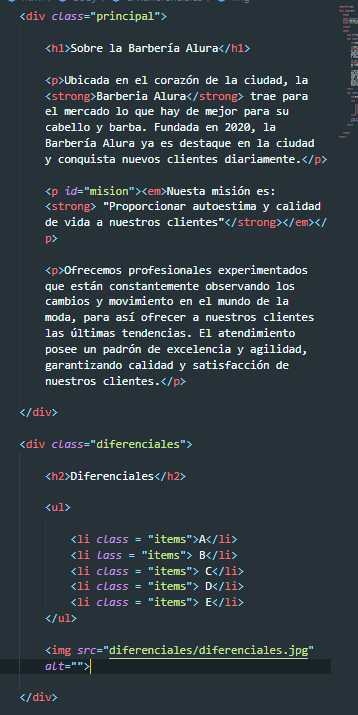 <div class="principal">
<h1>Sobre la Barbería Alura</h1>
<p>Ubicada en el corazón de la ciudad, la
<strong>Barberia Alura</strong> trae para
el mercado lo que hay de mejor para su
cabello y barba. Fundada en 2020, la
Barbería Alura ya es destaque en la ciudad
y conquista nuevos clientes diariamente.</p>
<p id="mision"><em>Nuesta misión es:
<strong> "Proporcionar autoestima y calidad
de vida a nuestros clientes"</strong></em></
p>
<p>Ofrecemos profesionales experimentados
que están constantemente observando los
cambios y movimiento en el mundo de la
moda, para así ofrecer a nuestros clientes
las últimas tendencias. El atendimiento
posee un padrón de excelencia y agilidad,
garantizando calidad y satisfacción de
nuestros clientes.</p>
</div>
<div class="diferenciales">
<h2>Diferenciales</h2>
<ul>
<li class = "items">A</li>
<li lass = "items"> B</li>
<li class = "items"> C</li>
<li class = "items"> D</li>
<li class = "items"> E</li>
</ul>
<img src="diferenciales/diferenciales.jpg"
alt="">
</div>